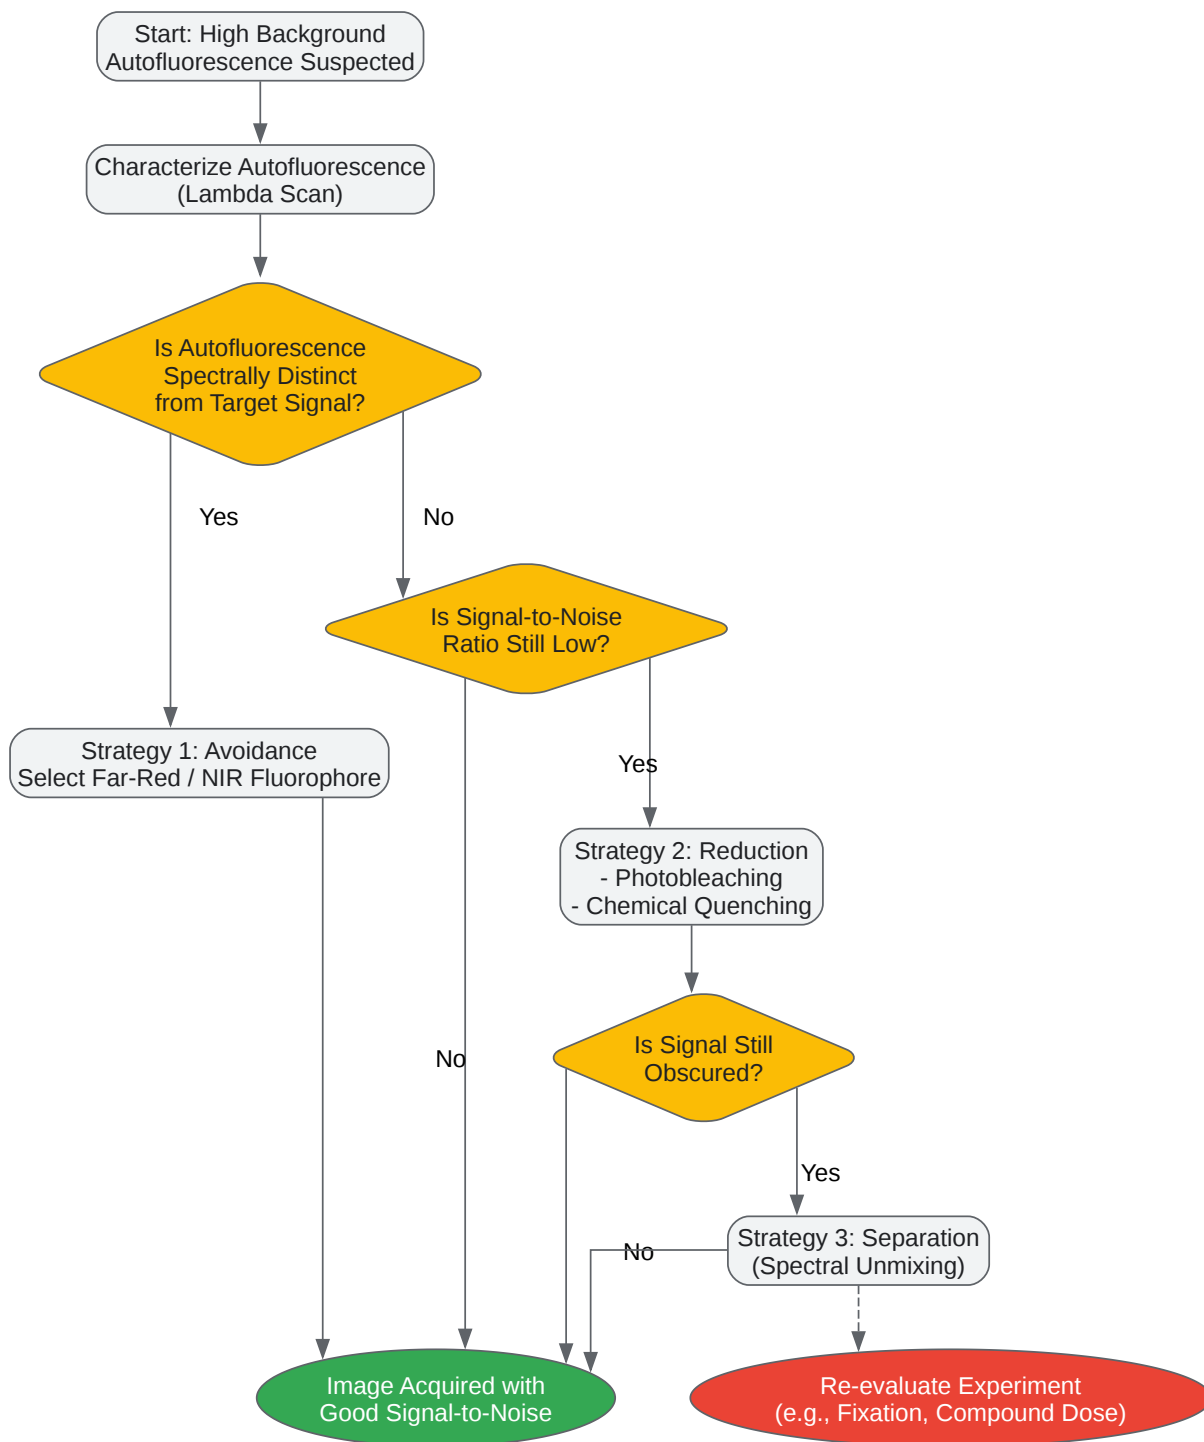 Start: High Background
Autofluorescence Suspected
Characterize Autofluorescence
(Lambda Scan)
Is Autofluorescence
Spectrally Distinct
from Target Signal?
Yes
No
Is Signal-to-Noise
Ratio Still Low?
Strategy 1: Avoidance
Select Far-Red / NIR Fluorophore
Yes
Strategy 2: Reduction
- Photobleaching
- Chemical Quenching
Is Signal Still
Obscured?
No
Yes
Strategy 3: Separation
(Spectral Unmixing)
No
Image Acquired with
Good Signal-to-Noise
Re-evaluate Experiment
(e.g., Fixation, Compound Dose)